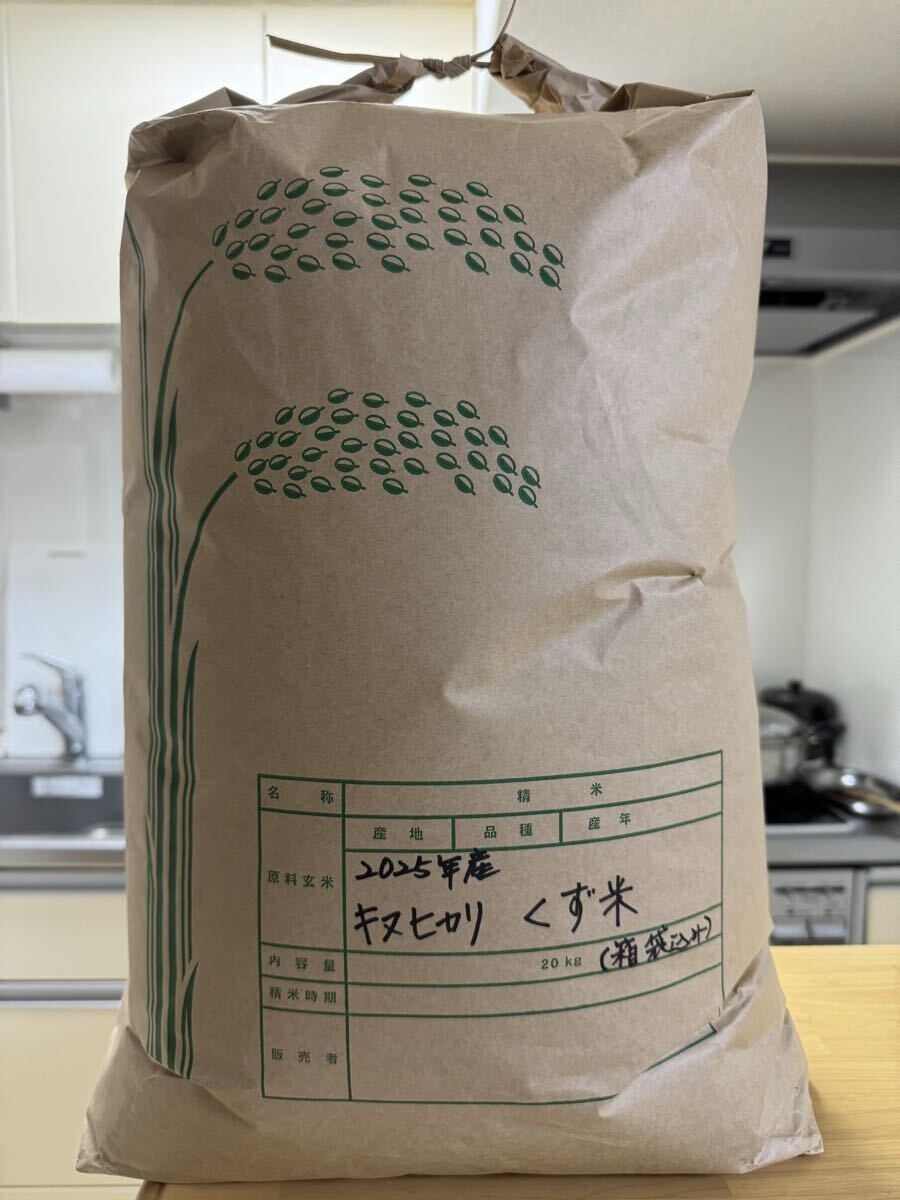 名称 精米
原料玄米 産地 品種 産年
2025年産
キヌヒカリ くず米
内容量 20kg (箱袋込み)
精米時期
販売者